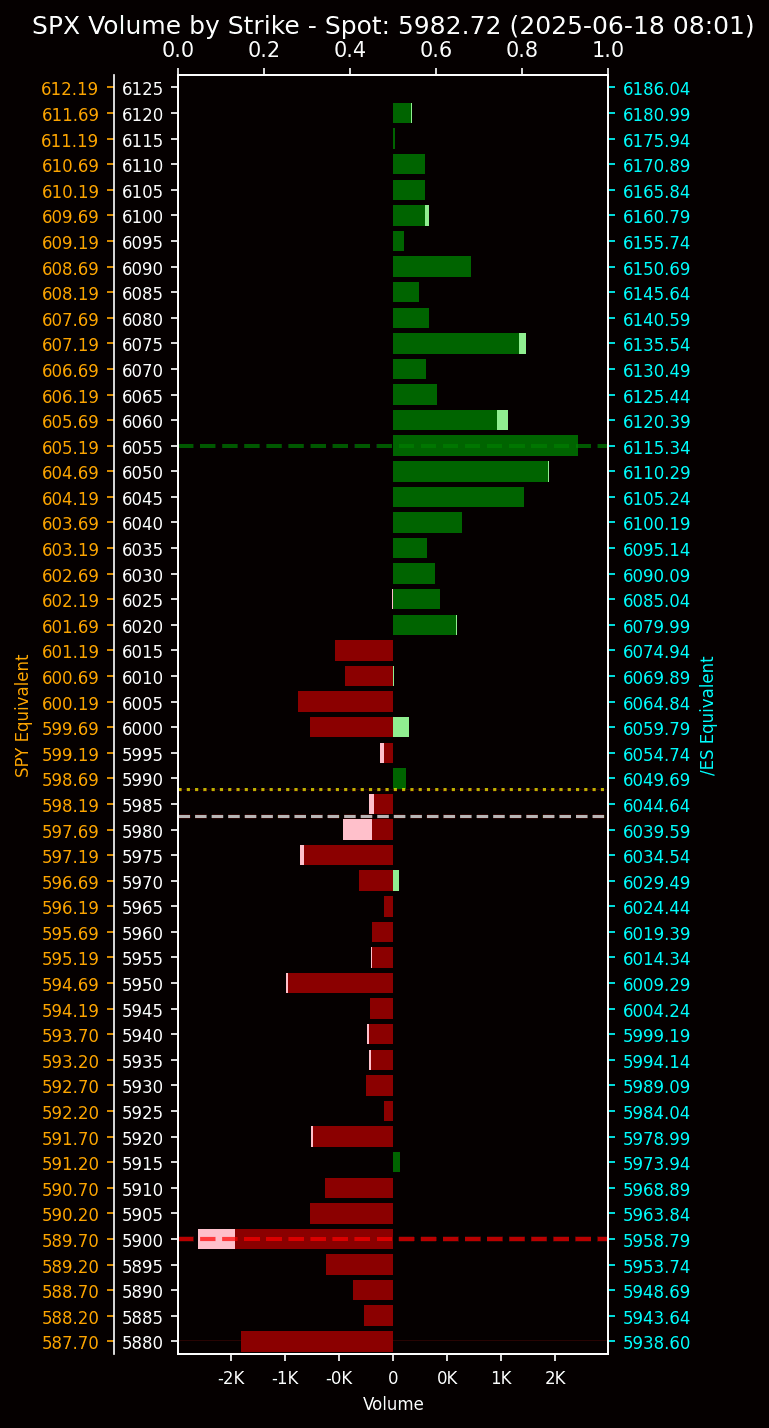 SPX Volume by Strike - Spot: 5982.72 (2025-06-18 08:01)
0.0 0.2 0.4 0.6 0.8 1.0
612.19 6125 6186.04
611.69 6120 6180.99
611.19 6115 6175.94
610.69 6110 6170.89
610.19 6105 6165.84
609.69 6100 6160.79
609.19 6095 6155.74
608.69 6090 6150.69
608.19 6085 6145.64
607.69 6080 6140.59
607.19 6075 6135.54
606.69 6070 6130.49
606.19 6065 6125.44
605.69 6060 6120.39
605.19 6055 6115.34
604.69 6050 6110.29
604.19 6045 6105.24
603.69 6040 6100.19
603.19 6035 6095.14
602.69 6030 6090.09
602.19 6025 6085.04
601.69 6020 6079.99
601.19 6015 6074.94
600.69 6010 6069.89
600.19 6005 6064.84
599.69 6000 6059.79
599.19 5995 6054.74
598.69 5990 6049.69
598.19 5985 6044.64
597.69 5980 6039.59
597.19 5975 6034.54
596.69 5970 6029.49
596.19 5965 6024.44
595.69 5960 6019.39
595.19 5955 6014.34
594.69 5950 6009.29
594.19 5945 6004.24
593.70 5940 5999.19
593.20 5935 5994.14
592.70 5930 5989.09
592.20 5925 5984.04
591.70 5920 5978.99
591.20 5915 5973.94
590.70 5910 5968.89
590.20 5905 5963.84
589.70 5900 5958.79
589.20 5895 5953.74
588.70 5890 5948.69
588.20 5885 5943.64
587.70 5880 5938.60
SPY Equivalent
/ES Equivalent
-2K -1K -0K 0 0K 1K 2K
Volume